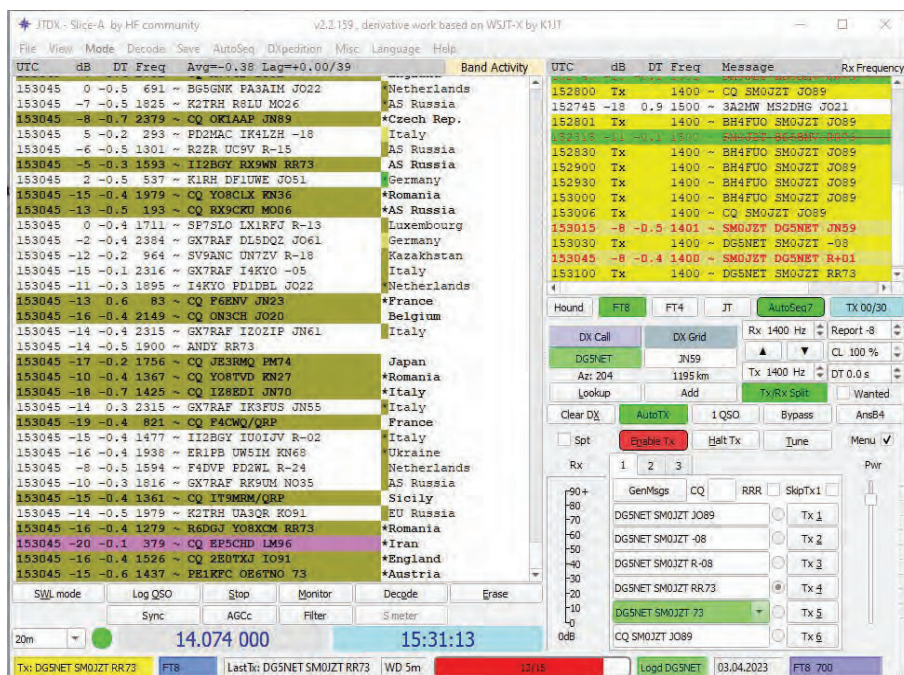 JTDX - Slice-A by HF community v2.2.159 , derivative work based on WSJT-X by K1JT
File View Mode Decode Save AutoSeq DXpedition Misc Language Help
UTC dB DT Freq Avg=-0.38 Lag=+0.00/39 Band Activity
153045 0 -0.5 691 ~ BG5GNK PA3AIM JO22 *Netherlands
153045 -7 -0.5 1825 ~ K2TRH R8LU MO26 *AS Russia
153045 -8 -0.7 2379 ~ CQ OK1AAP JN89 *Czech Rep.
153045 5 -0.2 293 ~ PD2MAC IK4LZH -18 Italy
153045 -6 -0.5 1301 ~ R2ZR UC9V R-15 AS Russia
153045 -5 -0.3 1593 ~ II2BGY RX9WN RR73 AS Russia
153045 2 -0.5 537 ~ K1RH DF1UWE JO51 *Germany
153045 -15 -0.4 1979 ~ CQ YO8CLX KN36 *Romania
153045 -13 -0.5 193 ~ CQ RX9CKU MO06 *AS Russia
153045 0 -0.4 1711 ~ SP7SLO LX1RFJ R-13 Luxembourg
153045 -2 -0.4 2384 ~ GX7RAF DL5DQZ JO61 Germany
153045 -12 -0.2 964 ~ SV9ANC UN7ZV R-18 Kazakhstan
153045 -15 -0.1 2316 ~ GX7RAF I4KYO -05 Italy
153045 -11 -0.3 1895 ~ I4KYO PD1DBL JO22 *Netherlands
153045 -13 0.6 83 ~ CQ F6ENV JN23 *France
153045 -16 -0.4 2149 ~ CQ ON3CH JO20 Belgium
153045 -14 -0.4 2315 ~ GX7RAF IZ0ZIP JN61 Italy
153045 -14 -0.5 1900 ~ ANDY RR73
153045 -17 -0.2 1756 ~ CQ JE3RMQ PM74 Japan
153045 -10 -0.4 1367 ~ CQ YO8TVD KN27 *Romania
153045 -18 -0.7 1425 ~ CQ IZ8EDI JN70 *Italy
153045 -14 0.3 2315 ~ GX7RAF IK3FUS JN55 *Italy
153045 -19 -0.4 821 ~ CQ F4CWQ/QRP France
153045 -15 -0.4 1477 ~ II2BGY IU0IJV R-02 *Italy
153045 -16 -0.4 1938 ~ ER1PB UW5IM KN68 *Ukraine
153045 -8 -0.5 1594 ~ F4DVP PD2WL R-24 Netherlands
153045 -10 -0.3 1816 ~ GX7RAF RK9UM NO35 AS Russia
153045 -15 -0.4 1361 ~ CQ IT9MRM/QRP Sicily
153045 -14 -0.5 1979 ~ K2TRH UA3QR KO91 EU Russia
153045 -16 -0.4 1279 ~ R6DGJ YO8XCM RR73 *Romania
153045 -20 -0.1 379 ~ CQ EP5CHD LM96 *Iran
153045 -16 -0.4 1526 ~ CQ 2E0TXJ IO91 *England
153045 -15 -0.6 1437 ~ PE1KFC OE6TNO 73 *Austria
SWL mode Log QSO Stop Monitor Decode Erase
Sync AGCc Filter S meter
20m 14.074 000 15:31:13
UTC dB DT Freq Message Rx Frequency
152800 Tx 1400 ~ CQ SM0JZT JO89
152745 -18 0.9 1500 ~ 3A2MW MS2DHG JO21
152801 Tx 1400 ~ BH4FUO SM0JZT JO89
152830 Tx 1400 ~ BH4FUO SM0JZT JO89
152900 Tx 1400 ~ BH4FUO SM0JZT JO89
152930 Tx 1400 ~ BH4FUO SM0JZT JO89
153000 Tx 1400 ~ BH4FUO SM0JZT JO89
153006 Tx 1400 ~ CQ SM0JZT JO89
153015 -8 -0.5 1401 ~ SM0JZT DG5NET JN59
153030 Tx 1400 ~ DG5NET SM0JZT -08
153045 -8 -0.4 1400 ~ SM0JZT DG5NET R+01
153100 Tx 1400 ~ DG5NET SM0JZT RR73
Hound FT8 FT4 JT AutoSeq7 TX 00/30
DX Call DX Grid Rx 1400 Hz Report -8
DG5NET JN59 ▲ ▼ CL 100 %
Az: 204 1195 km Tx 1400 Hz DT 0.0 s
Lookup Add Tx/Rx Split Wanted
Clear DX AutoTX 1 QSO Bypass AnsB4
Spt Enable Tx Halt Tx Tune Menu ✓
Rx 1 2 3 Pwr
GenMsgs CQ RRR SkipTx1
DG5NET SM0JZT JO89 Tx 1
DG5NET SM0JZT -08 Tx 2
DG5NET SM0JZT R-08 Tx 3
DG5NET SM0JZT RR73 Tx 4
DG5NET SM0JZT 73 Tx 5
CQ SM0JZT JO89 Tx 6
90+
80
70
60
50
40
30
20
10
0dB
Tx: DG5NET SM0JZT RR73 FT8 LastTx: DG5NET SM0JZT RR73 WD 5m 13/15 Logd DG5NET 03.04.2023 FT8 700